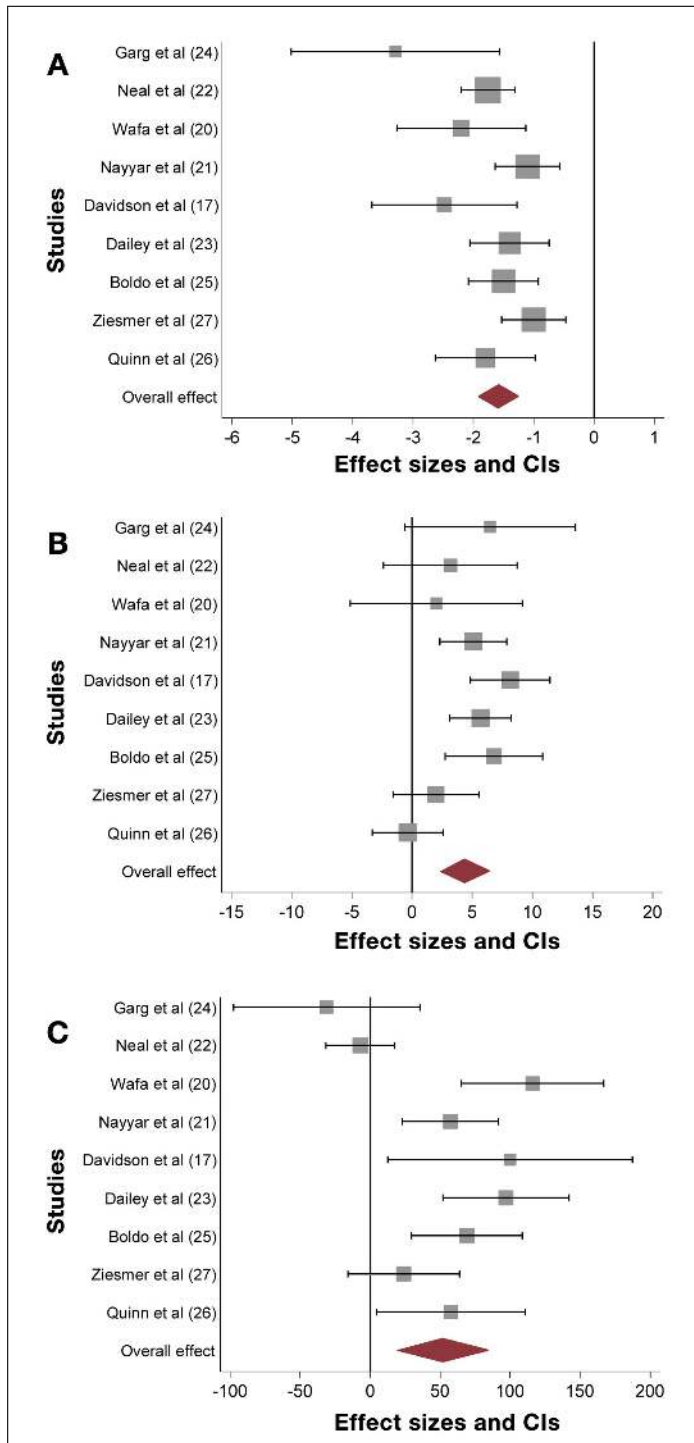 A
Studies
Garg et al (24)
Neal et al (22)
Wafa et al (20)
Nayyar et al (21)
Davidson et al (17)
Dailey et al (23)
Boldo et al (25)
Ziesmer et al (27)
Quinn et al (26)
Overall effect
-6 -5 -4 -3 -2 -1 0 1
Effect sizes and CIs
B
Studies
Garg et al (24)
Neal et al (22)
Wafa et al (20)
Nayyar et al (21)
Davidson et al (17)
Dailey et al (23)
Boldo et al (25)
Ziesmer et al (27)
Quinn et al (26)
Overall effect
-15 -10 -5 0 5 10 15 20
Effect sizes and CIs
C
Studies
Garg et al (24)
Neal et al (22)
Wafa et al (20)
Nayyar et al (21)
Davidson et al (17)
Dailey et al (23)
Boldo et al (25)
Ziesmer et al (27)
Quinn et al (26)
Overall effect
-100 -50 0 50 100 150 200
Effect sizes and CIs